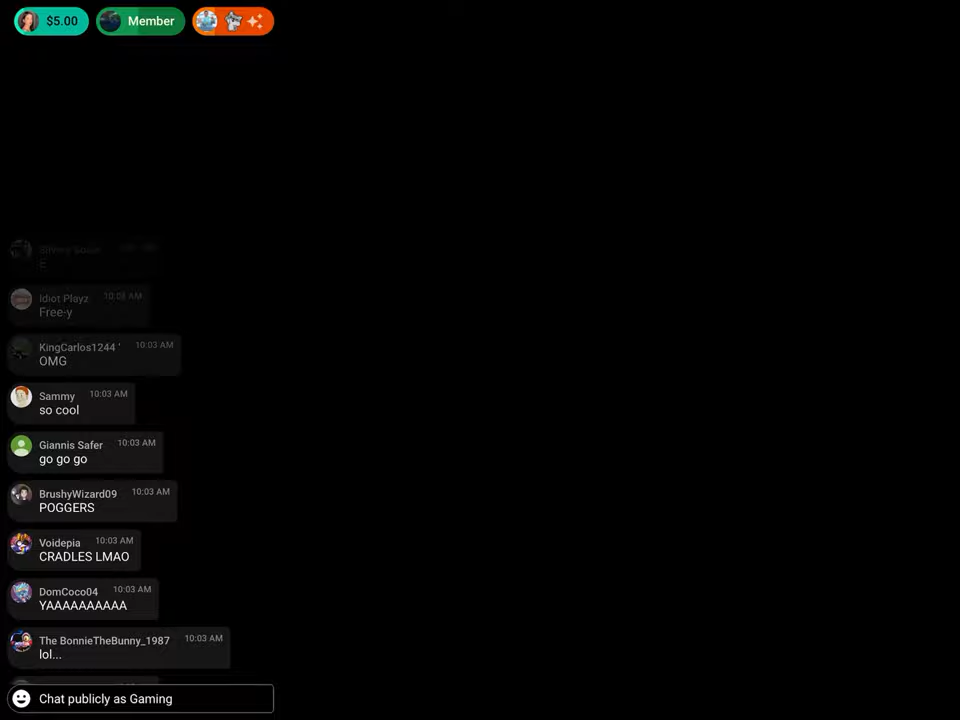 $5.00
Member
Idiot Playz 10:03 AM
Free-y
KingCarlos1244 ' 10:03 AM
OMG
Sammy 10:03 AM
so cool
Giannis Safer 10:03 AM
go go go
BrushyWizard09 10:03 AM
POGGERS
Voidepia 10:03 AM
CRADLES LMAO
DomCoco04 10:03 AM
YAAAAAAAAAA
The BonnieTheBunny_1987 10:03 AM
lol...
Chat publicly as Gaming